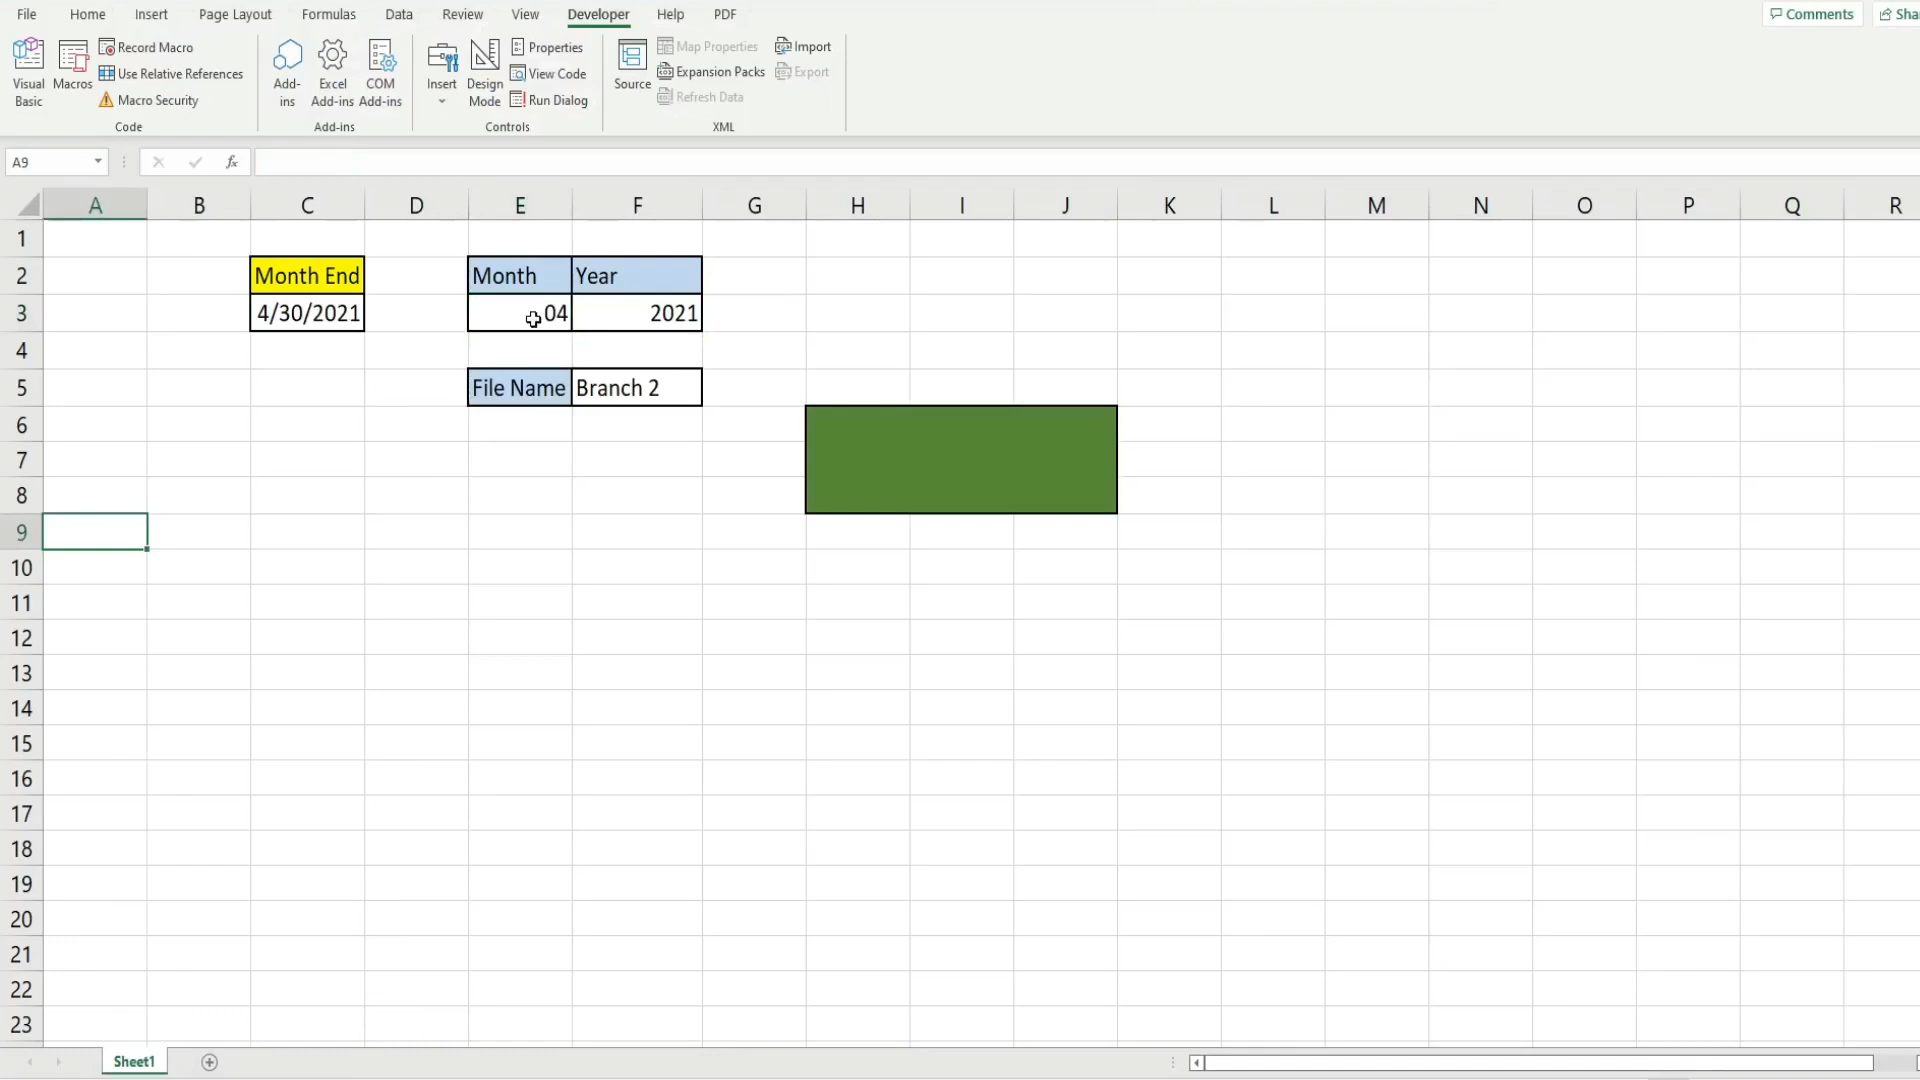 File Home Insert Page Layout Formulas Data Review View Developer Help PDF Comments
Visual Basic
Macros
Record Macro
Use Relative References
Macro Security
Code
Add-ins
Excel Add-ins
COM Add-ins
Add-ins
Insert
Design Mode
Properties
View Code
Run Dialog
Controls
Source
Map Properties
Expansion Packs
Refresh Data
Import
Export
XML
A9 fx
A B C D E F G H I J K L M N O P Q R
1
2 Month End Month Year
3 4/30/2021 04 2021
4
5 File Name Branch 2
6
7
8
9
10
11
12
13
14
15
16
17
18
19
20
21
22
23
Sheet1